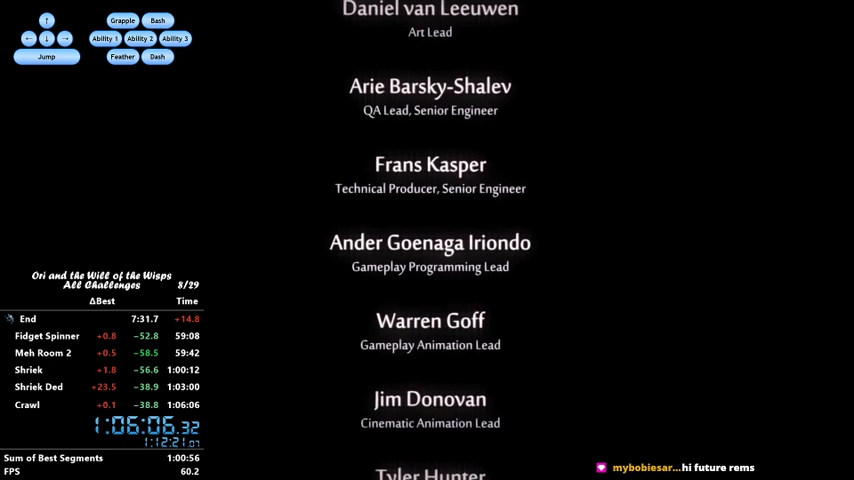 ↑
← ↓ →
Jump
Grapple Bash
Ability 1 Ability 2 Ability 3
Feather Dash
Daniel van Leeuwen
Art Lead
Arie Barsky-Shalev
QA Lead, Senior Engineer
Frans Kasper
Technical Producer, Senior Engineer
Ander Goenaga Iriondo
Gameplay Programming Lead
Warren Goff
Gameplay Animation Lead
Jim Donovan
Cinematic Animation Lead
Tyler Hunter
Ori and the Will of the Wisps
All Challenges 8/29
ΔBest Time
End 7:31.7 +14.8
Fidget Spinner +0.8 −52.8 59:08
Meh Room 2 +0.5 −58.5 59:42
Shriek +1.8 −56.6 1:00:12
Shriek Ded +23.5 −38.9 1:03:00
Crawl +0.1 −38.8 1:06:06
1:06:06.32
1:12:21.07
Sum of Best Segments 1:00:56
FPS 60.2
mybobiesar...hi future rems